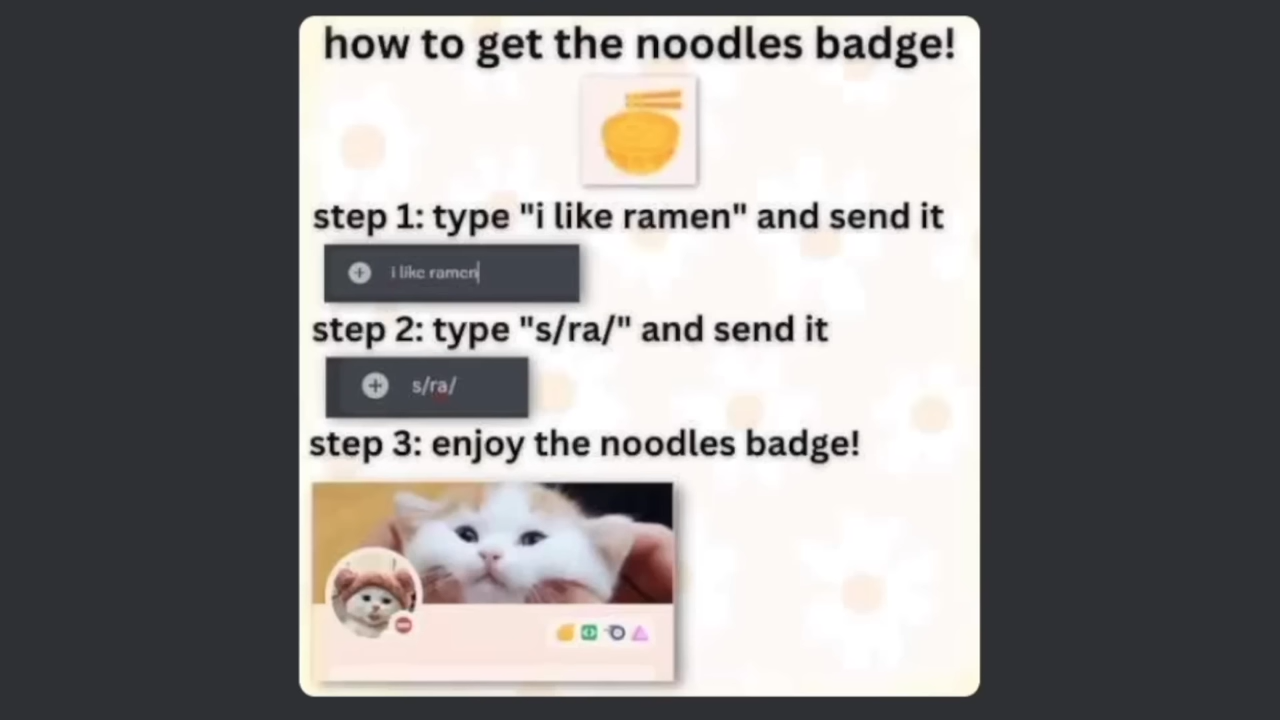 how to get the noodles badge!
step 1: type "i like ramen" and send it
i like ramen
step 2: type "s/ra/" and send it
s/ra/
step 3: enjoy the noodles badge!